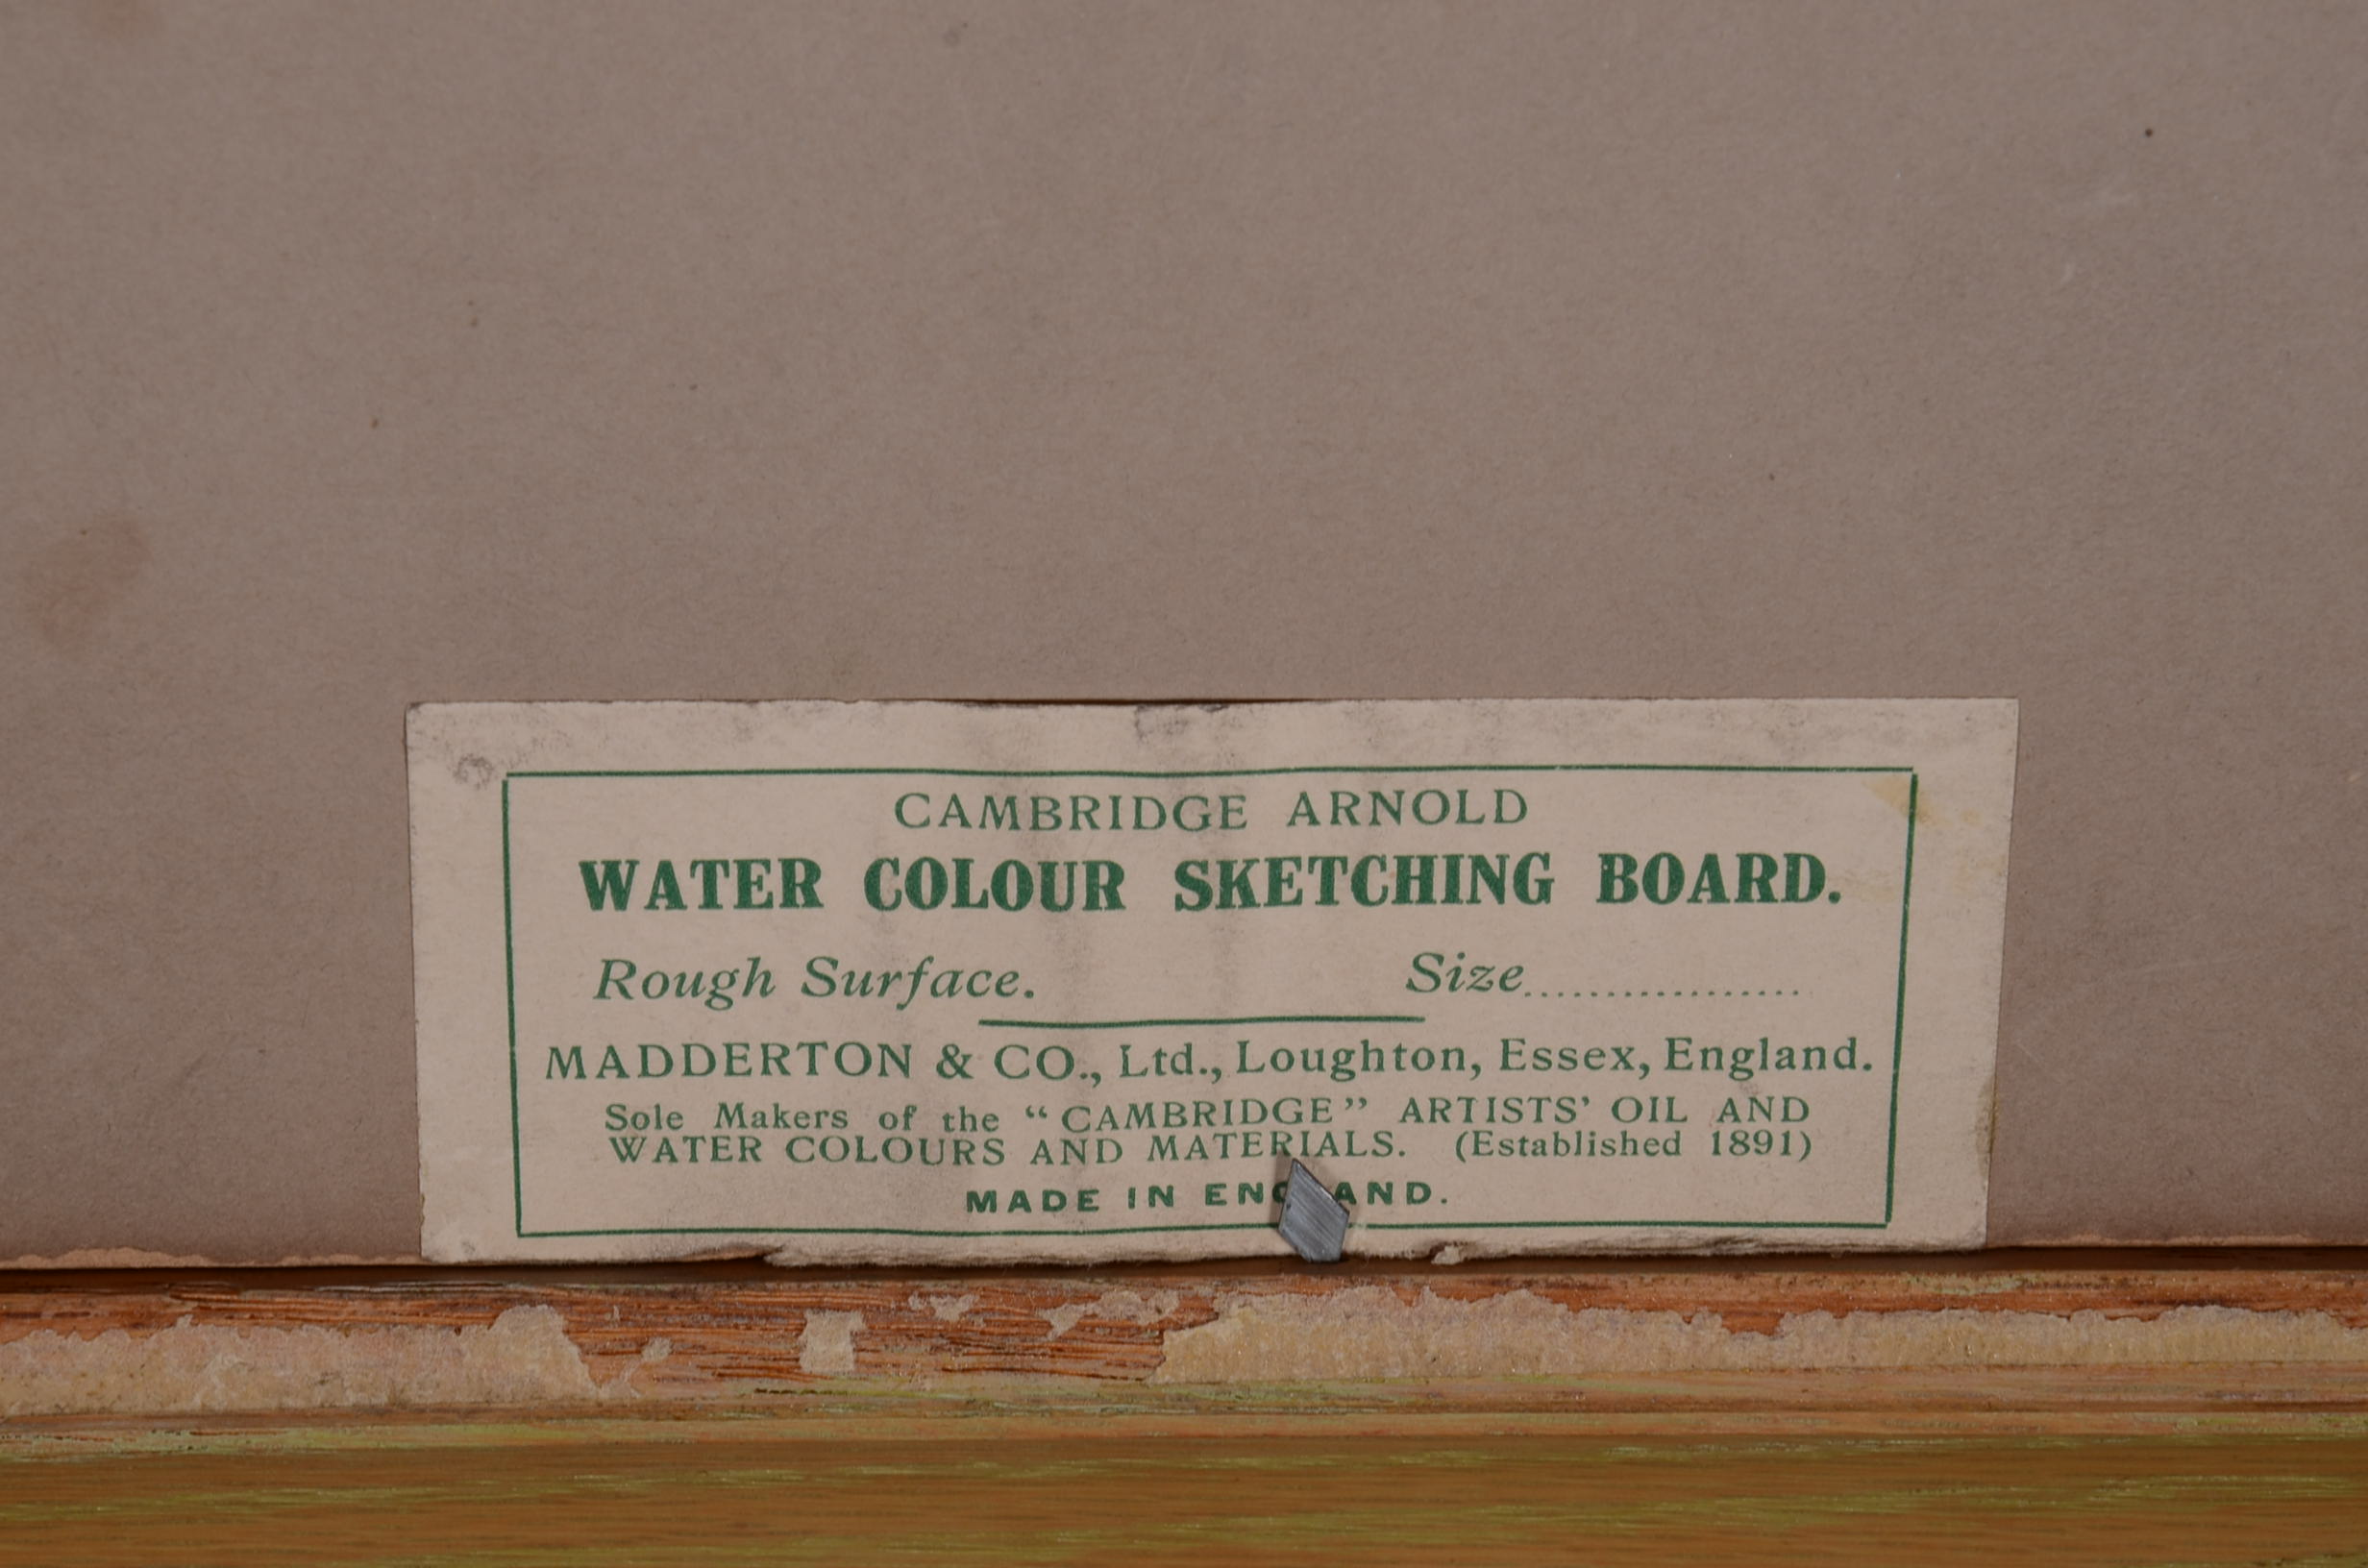 CAMBRIDGE ARNOLD
WATER COLOUR SKETCHING BOARD.
Rough Surface. Size.................
MADDERTON & CO., Ltd., Loughton, Essex, England.
Sole Makers of the “CAMBRIDGE” ARTISTS’ OIL AND
WATER COLOURS AND MATERIALS. (Established 1891)
MADE IN ENGLAND.